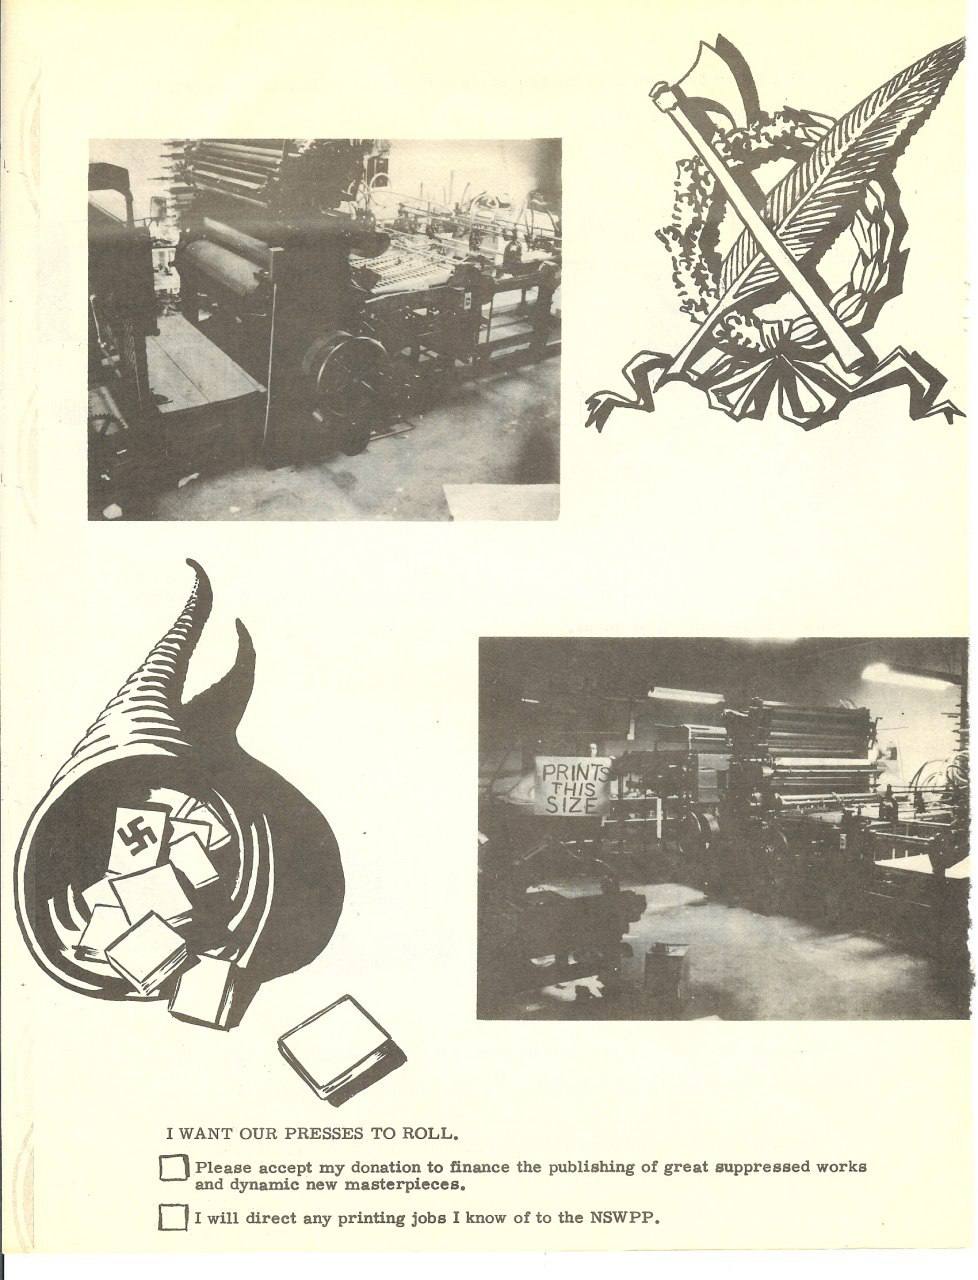 PRINTS
THIS
SIZE
I WANT OUR PRESSES TO ROLL.
Please accept my donation to finance the publishing of great suppressed works
and dynamic new masterpieces.
I will direct any printing jobs I know of to the NSWPP.